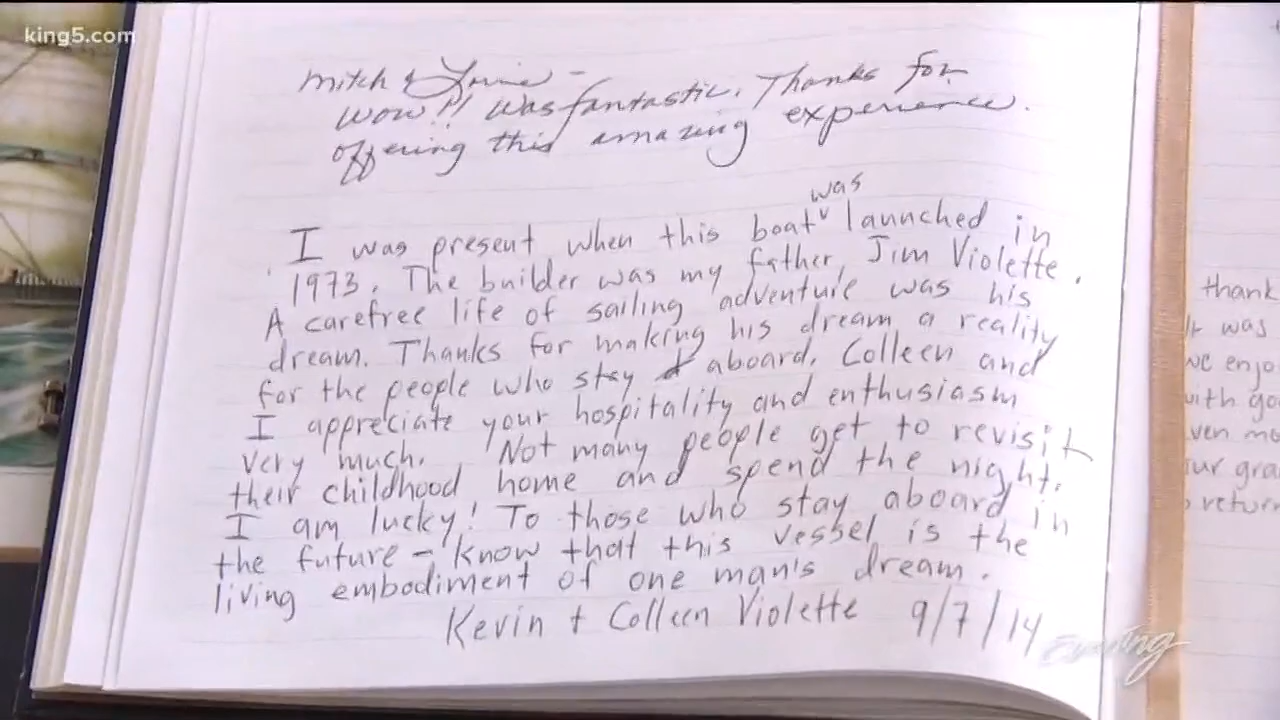 king5.com
Mitch & Lorrie -
WOW!! Was fantastic. Thanks for
offering this amazing experience.
was
I was present when this boat v launched in
1973. The builder was my father, Jim Violette.
A carefree life of sailing adventure was his
dream. Thanks for making his dream a reality
for the people who stay aboard. Colleen and
I appreciate your hospitality and enthusiasm
very much. Not many people get to revisit
their childhood home and spend the night.
I am lucky! To those who stay aboard in
the future - know that this vessel is the
living embodiment of one man's dream.
Kevin + Colleen Violette 9/7/14
Evening
thank
It was
we enjo
with go
ven me
ur gra
return